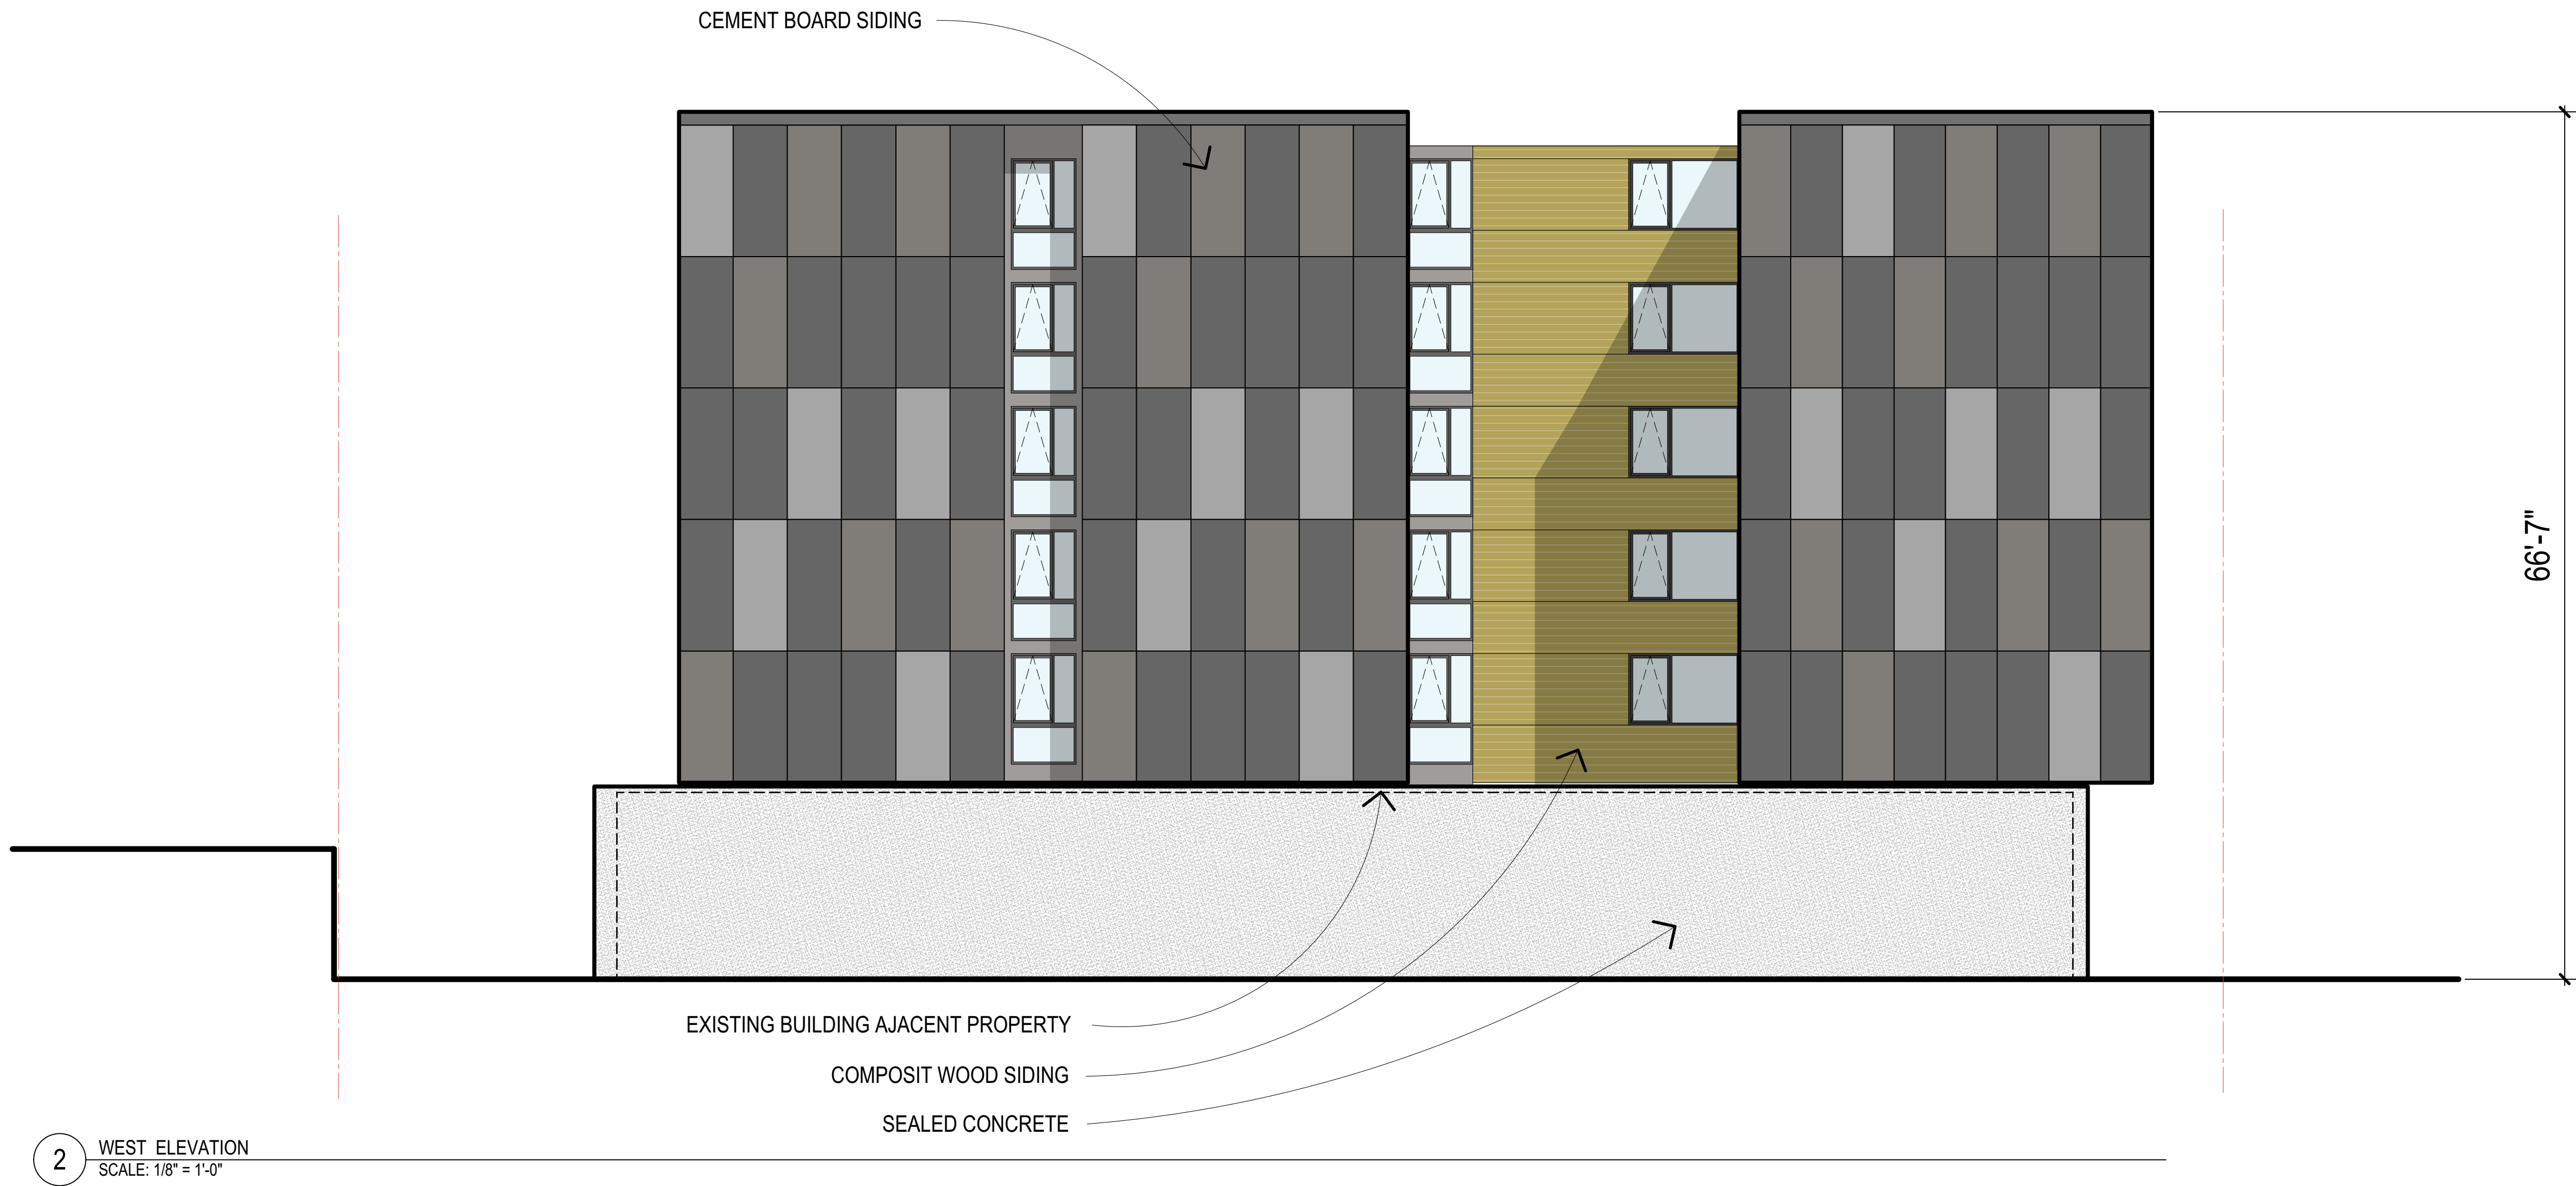 CEMENT BOARD SIDING
66'-7"
EXISTING BUILDING AJACENT PROPERTY
COMPOSIT WOOD SIDING
SEALED CONCRETE
2
WEST ELEVATION
SCALE: 1/8" = 1'-0"